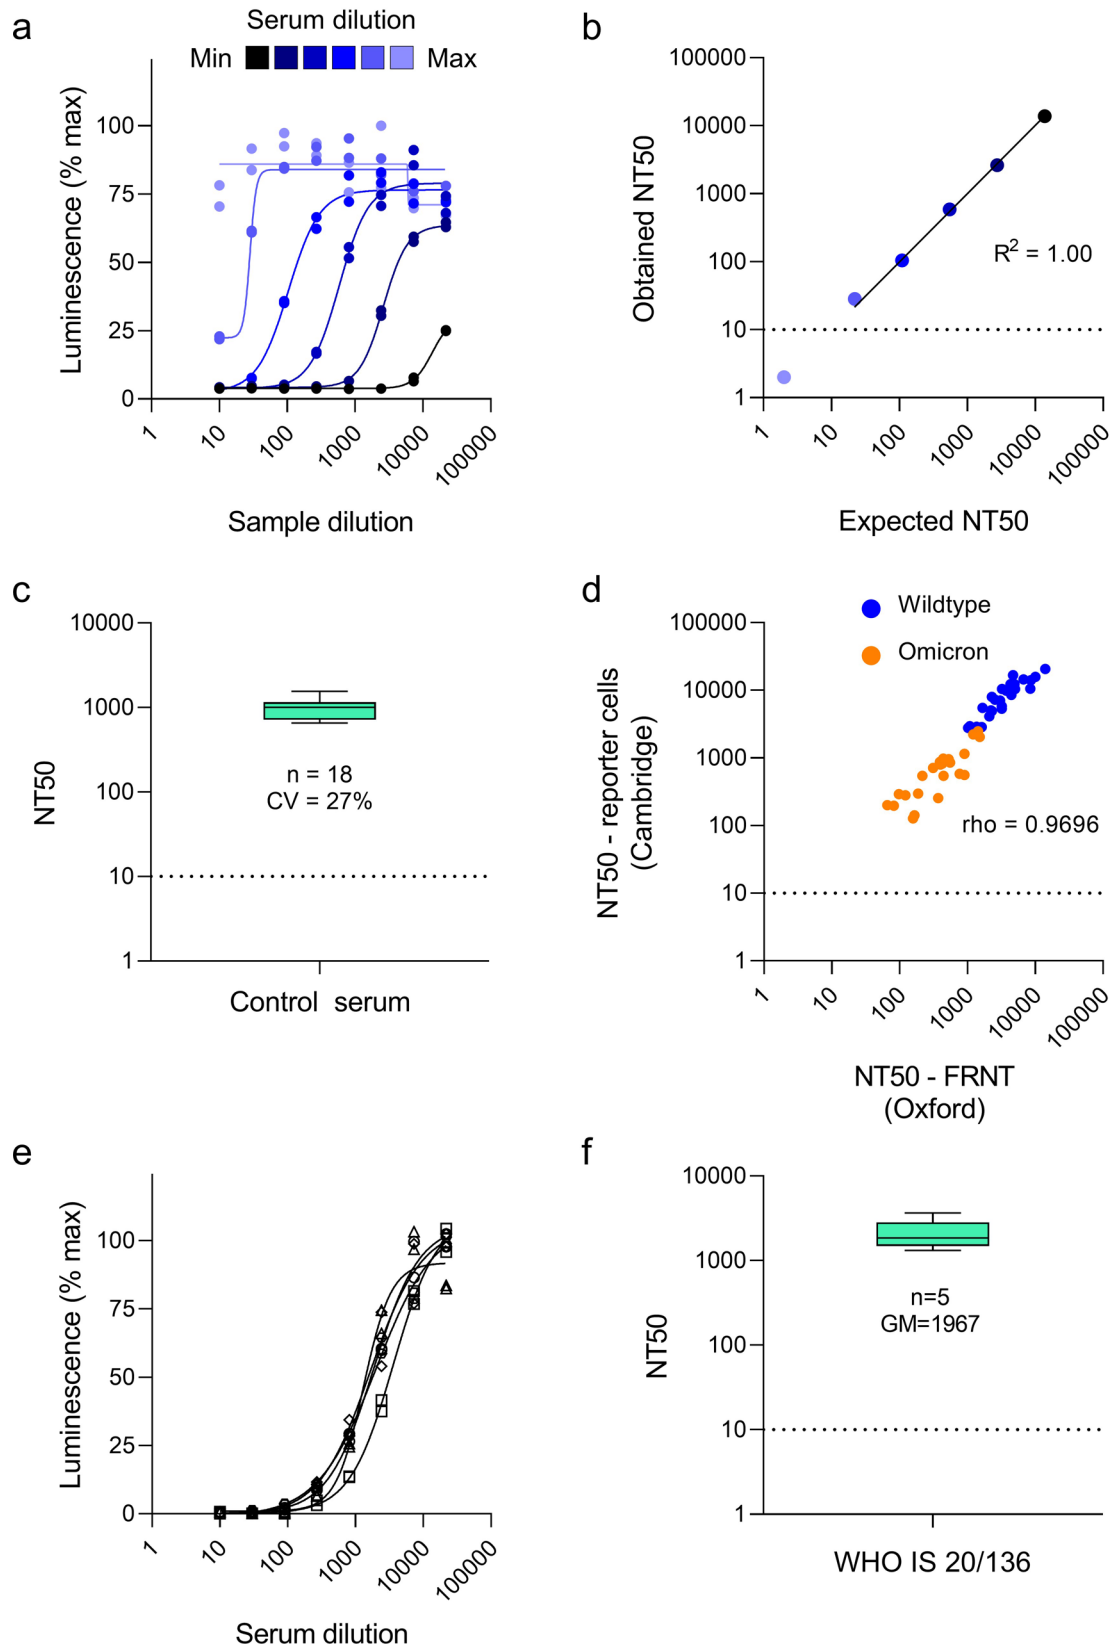 a
Serum dilution
Min Max
Luminescence (% max)
100
75
50
25
0
1 10 100 1000 10000 100000
Sample dilution
b
Obtained NT50
100000
10000
1000
100
10
1
R² = 1.00
1 10 100 1000 10000 100000
Expected NT50
c
NT50
10000
1000
100
10
1
n = 18
CV = 27%
Control serum
d
Wildtype
Omicron
NT50 - reporter cells
(Cambridge)
100000
10000
1000
100
10
1
rho = 0.9696
1 10 100 1000 10000 100000
NT50 - FRNT
(Oxford)
e
Luminescence (% max)
100
75
50
25
0
1 10 100 1000 10000 100000
Serum dilution
f
NT50
10000
1000
100
10
1
n=5
GM=1967
WHO IS 20/136